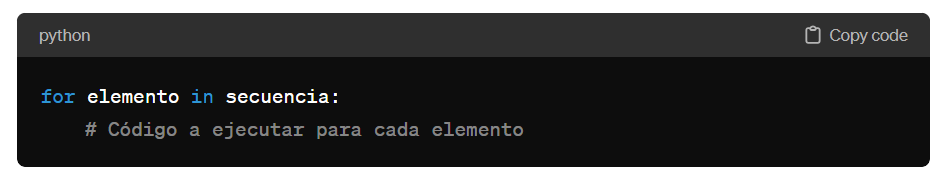 python
Copy code
for elemento in secuencia:
    # Código a ejecutar para cada elemento